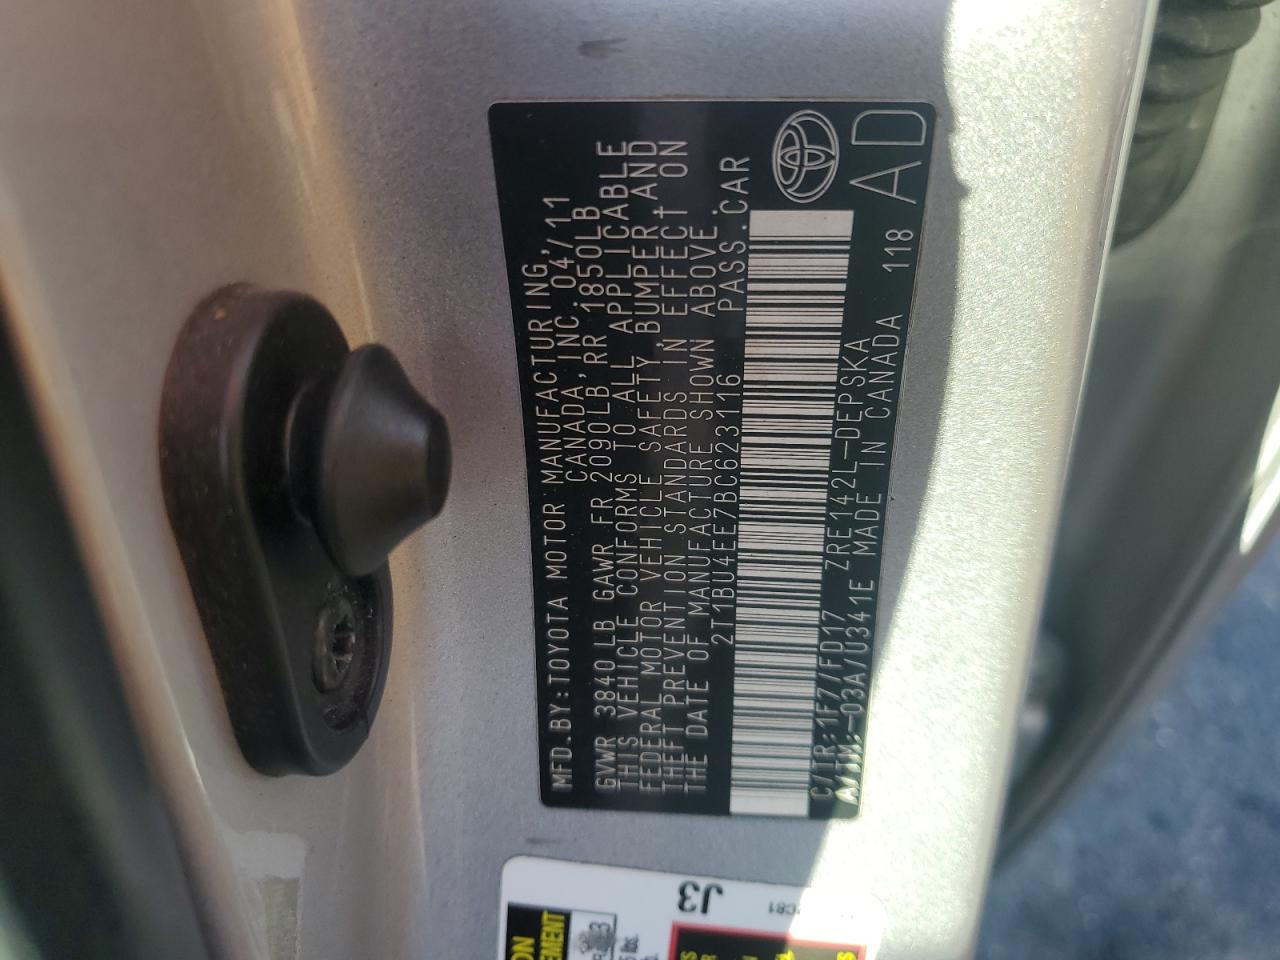 MFD.BY:TOYOTA MOTOR MANUFACTURING,
CANADA,INC. 04/11
GVWR 3840LB GAWR FR 2090LB RR 1850LB
THIS VEHICLE CONFORMS TO ALL APPLICABLE
FEDERAL MOTOR VEHICLE SAFETY, BUMPER,AND
THEFT PREVENTION STANDARDS IN EFFECT ON
THE DATE OF MANUFACTURE SHOWN ABOVE.
2T1BU4EE7BC623116 PASS.CAR
C/TR:1F7/FD17 ZRE142L-DEPSKA
A/TM:-03A/U341E MADE IN CANADA 118
AD
J3